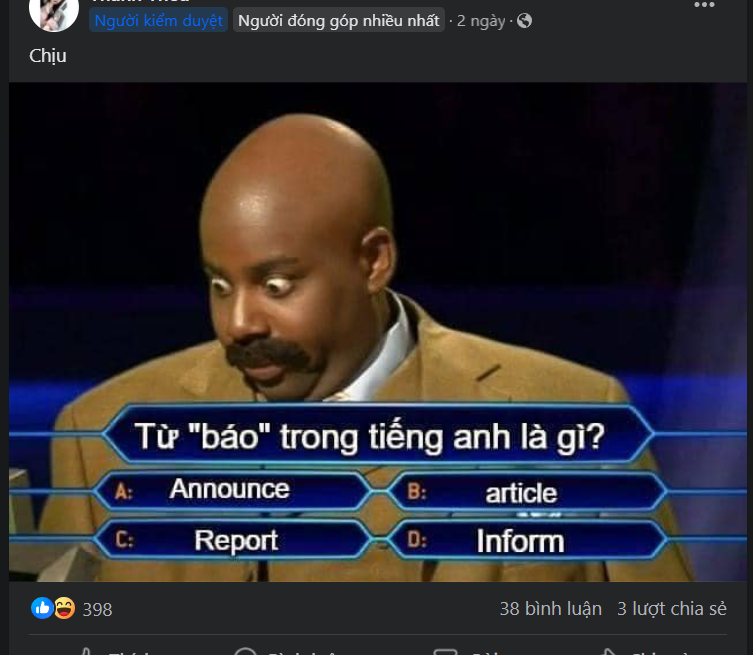 Người kiểm duyệt Người đóng góp nhiều nhất · 2 ngày ·
Chịu
Từ "báo" trong tiếng anh là gì?
A: Announce
B: article
C: Report
D: Inform
398
38 bình luận 3 lượt chia sẻ